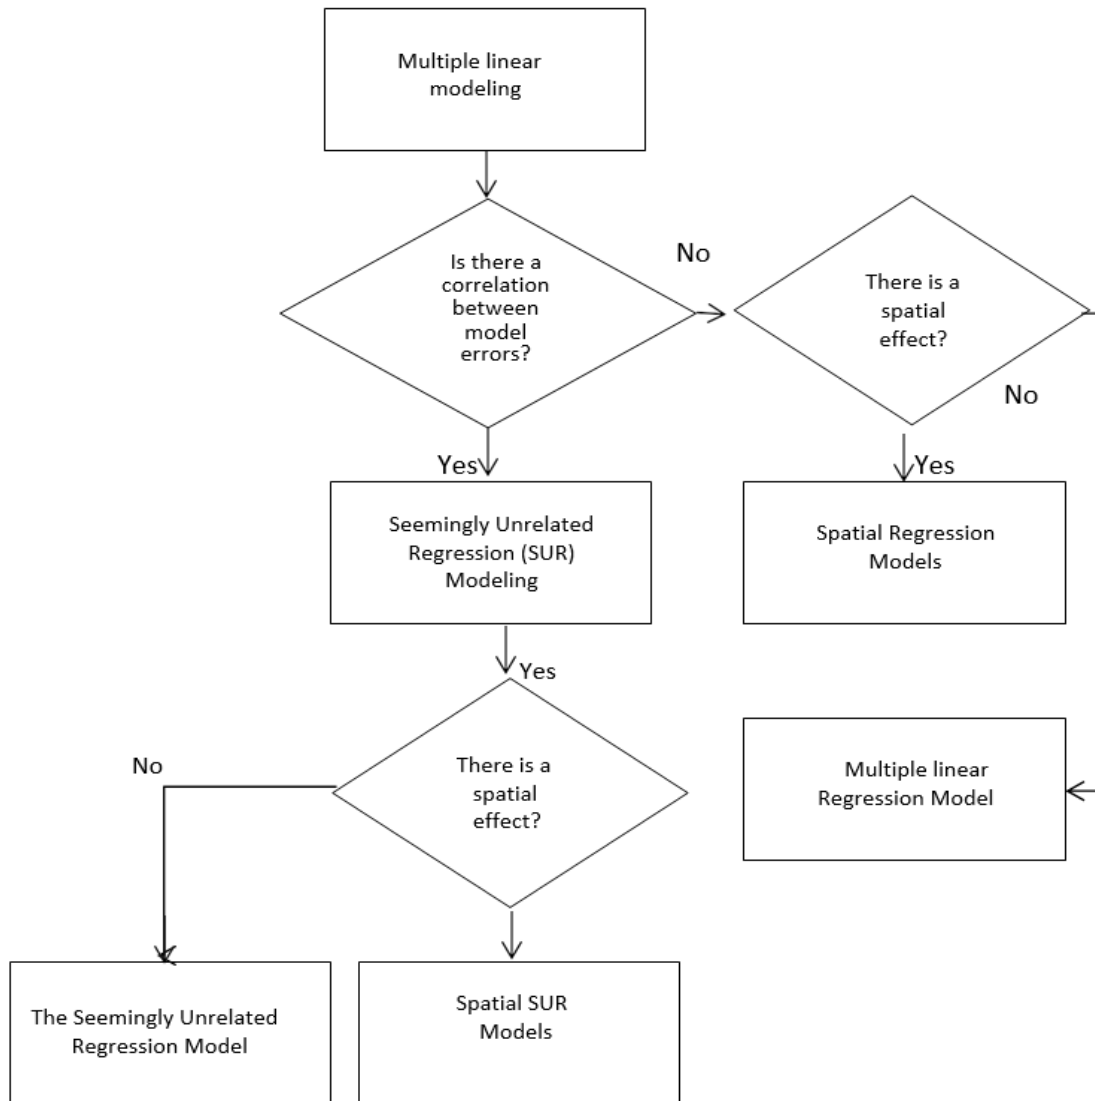 Multiple linear
modeling
Is there a
correlation
between
model
errors?
No
There is a
spatial
effect?
No
Yes
Yes
Seemingly Unrelated
Regression (SUR)
Modeling
Spatial Regression
Models
Yes
No
There is a
spatial
effect?
Multiple linear
Regression Model
The Seemingly Unrelated
Regression Model
Spatial SUR
Models